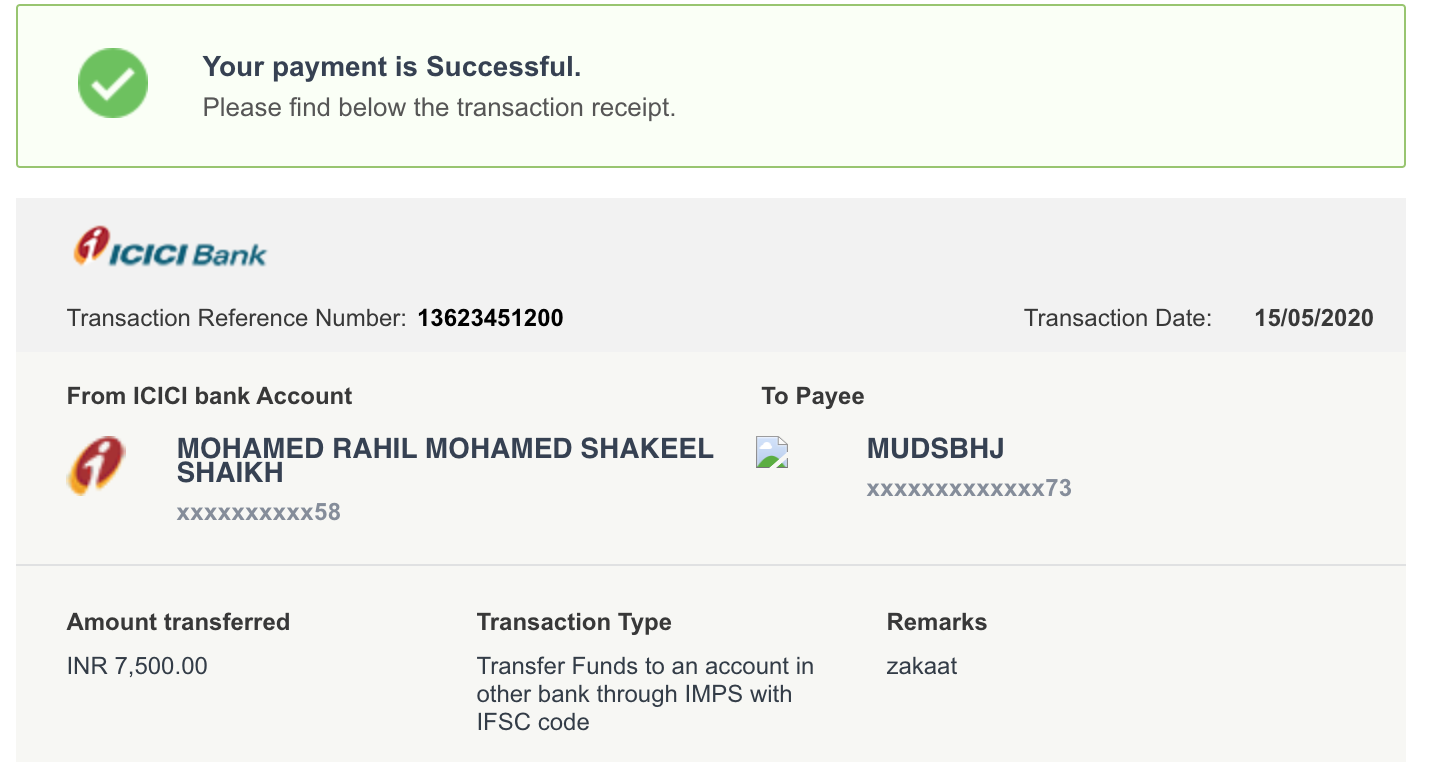 Your payment is Successful.
Please find below the transaction receipt.
ICICI Bank
Transaction Reference Number: 13623451200
Transaction Date: 15/05/2020
From ICICI bank Account
To Payee
MOHAMED RAHIL MOHAMED SHAKEEL
SHAIKH
xxxxxxxxxx58
MUDSBHJ
xxxxxxxxxxxxx73
Amount transferred
INR 7,500.00
Transaction Type
Transfer Funds to an account in
other bank through IMPS with
IFSC code
Remarks
zakaat